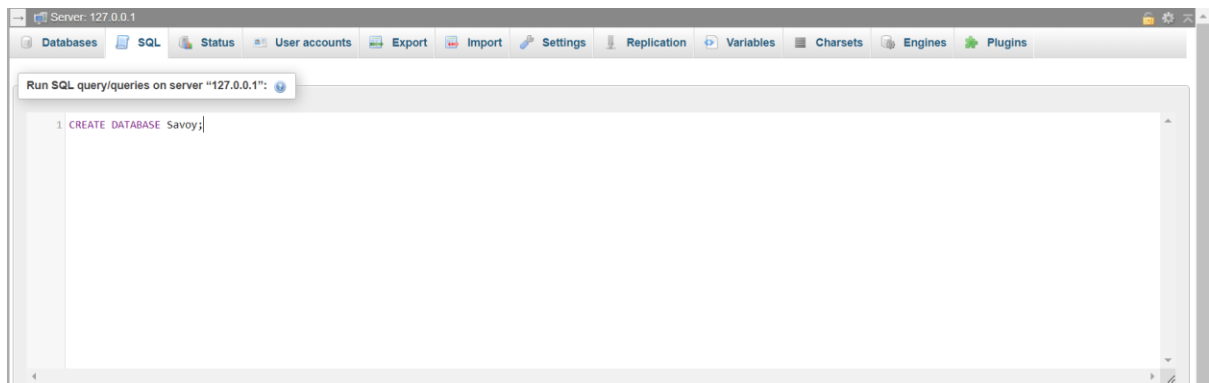 Server: 127.0.0.1
Databases SQL Status User accounts Export Import Settings Replication Variables Charsets Engines Plugins
Run SQL query/queries on server “127.0.0.1”:
1 CREATE DATABASE Savoy;